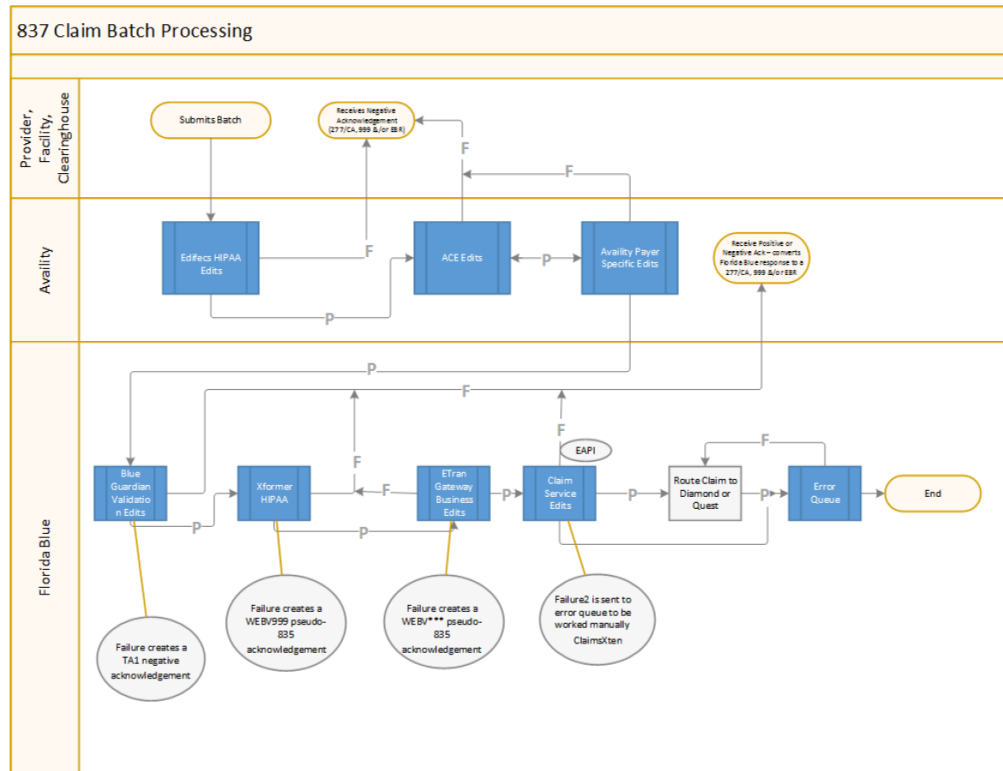 837 Claim Batch Processing
Provider,
Facility,
Clearinghouse
Submits Batch
Receives Negative
Acknowledgement
(277/CA, 999 &/or EBR)
F
F
F
Availity
Edifecs HIPAA
Edits
ACE Edits
P
Availity Payer
Specific Edits
Receive Positive or
Negative Ack – converts
Florida Blue response to a
277/CA, 999 &/or EBR
P
Florida Blue
P
F
F
F
F
EAPI
Blue
Guardian
Validatio
n Edits
P
Xformer
HIPAA
P
ETran
Gateway
Business
Edits
P
Claim
Service
Edits
P
Route Claim to
Diamond or
Quest
P
Error
Queue
End
Failure creates a
TA1 negative
acknowledgement
Failure creates a
WEBV999 pseudo-
835
acknowledgement
Failure creates a
WEBV*** pseudo-
835
acknowledgement
Failure2 is sent to
error queue to be
worked manually
ClaimsXten